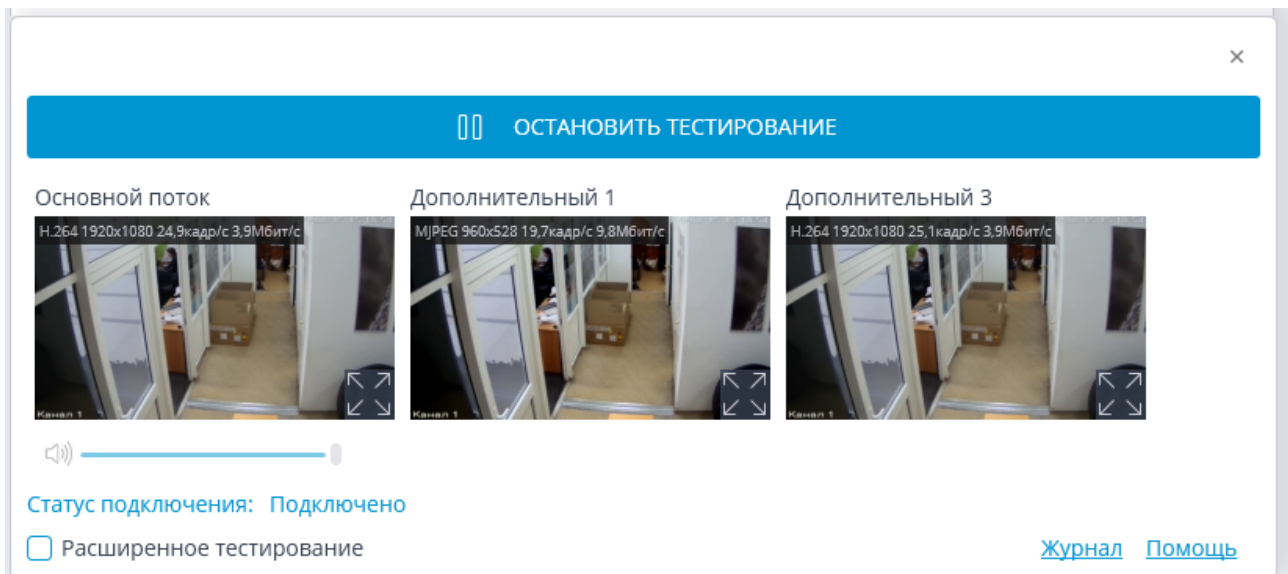 ×
ОСТАНОВИТЬ ТЕСТИРОВАНИЕ
Основной поток
Дополнительный 1
Дополнительный 3
H.264 1920x1080 24,9кадр/с 3,9Мбит/с
MJPEG 960x528 19,7кадр/с 9,8Мбит/с
H.264 1920x1080 25,1кадр/с 3,9Мбит/с
Канал 1
Канал 1
Канал 1
Статус подключения: Подключено
Расширенное тестирование
Журнал Помощь